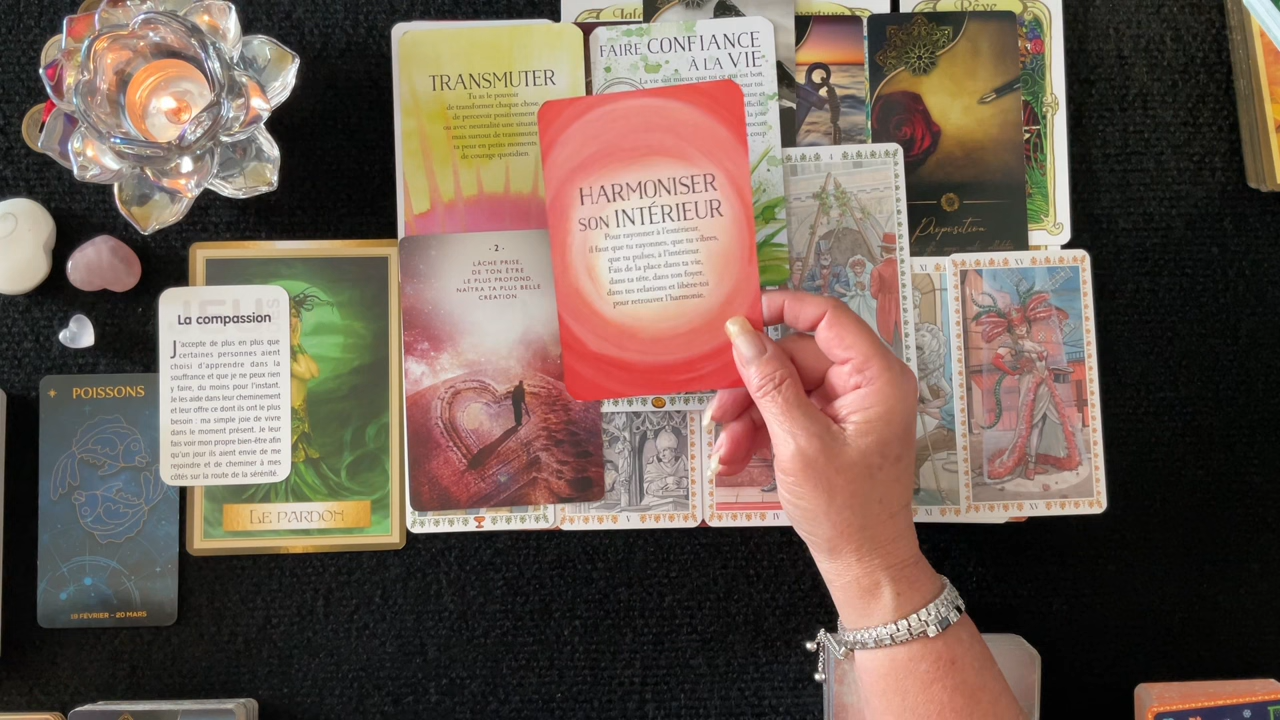 Rêve
TRANSMUTER
Tu as le pouvoir
de transformer chaque chose,
de percevoir positivement
ou avec neutralité une situation
mais surtout de transmuter
ta peur en petits moments
de courage quotidien.
FAIRE CONFIANCE
À LA VIE
La vie sait mieux que toi ce qui est bon,
pour toi.
difficile.
la joie
coup
HARMONISER
SON INTÉRIEUR
Pour rayonner à l'extérieur,
il faut que tu rayonnes, que tu vibres,
que tu pulses, à l'intérieur.
Fais de la place dans ta vie,
dans ta tête, dans ton foyer,
dans tes relations et libère-toi
pour retrouver l'harmonie.
4
Proposition
· 2 ·
LÂCHE PRISE,
DE TON ÊTRE
LE PLUS PROFOND,
NAÎTRA TA PLUS BELLE
CRÉATION.
XI
XV
La compassion
J'accepte de plus en plus que
certaines personnes aient
choisi d'apprendre dans la
souffrance et que je ne peux rien
y faire, du moins pour l'instant.
Je les aide dans leur cheminement
et leur offre ce dont ils ont le plus
besoin : ma simple joie de vivre
dans le moment présent. Je leur
fais voir mon propre bien-être afin
qu'un jour ils aient envie de me
rejoindre et de cheminer à mes
côtés sur la route de la sérénité.
POISSONS
18 FÉVRIER – 20 MARS
LE PARDON
V
IV
XI
XV